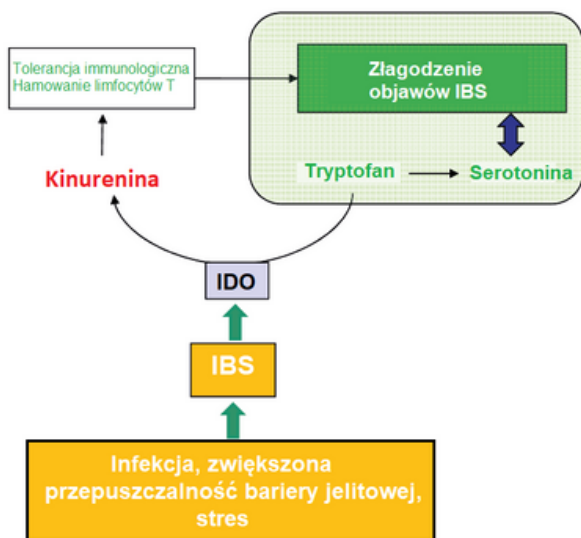 Tolerancja immunologiczna
Hamowanie limfocytów T
Złagodzenie
objawów IBS
Kinurenina
Tryptofan
Serotonina
IDO
IBS
Infekcja, zwiększona
przepuszczalność bariery jelitowej,
stres